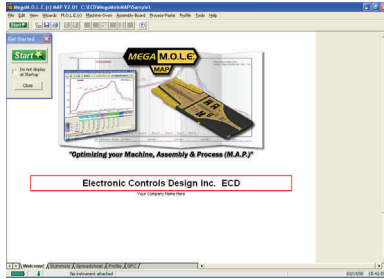 MegaM.O.L.E.(r) MAP V2.01 C:\ECD\MegaMoleMAP\Sample\
File Edit View Wizards M.O.L.E.(r) Machine-Oven Assembly-Board Process-Paste Profile Tools Help
Start
Get Started
Start
Do not display at Startup
Close
MEGA M.O.L.E.
MAP
"Optimizing your Machine, Assembly & Process (M.A.P.)"
Electronic Controls Design Inc. ECD
Your Company Name Here
Welcome! Summary Spreadsheet Profile SPC
No instrument attached